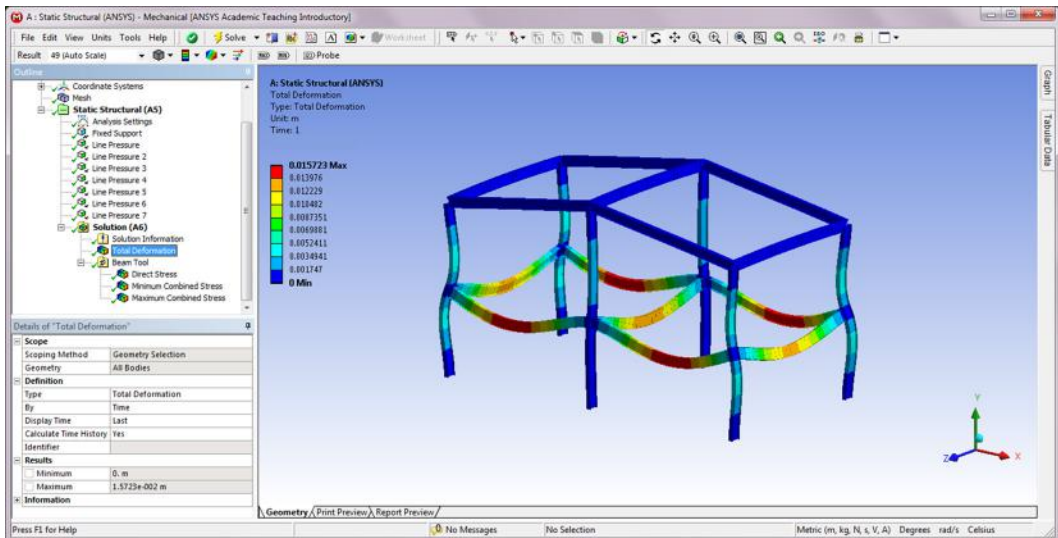 A : Static Structural (ANSYS) - Mechanical [ANSYS Academic Teaching Introductory]
File Edit View Units Tools Help Solve Worksheet
Result 49 (Auto Scale) Probe
Outline
Coordinate Systems
Mesh
Static Structural (A5)
Analysis Settings
Fixed Support
Line Pressure
Line Pressure 2
Line Pressure 3
Line Pressure 4
Line Pressure 5
Line Pressure 6
Line Pressure 7
Solution (A6)
Solution Information
Total Deformation
Beam Tool
Direct Stress
Minimum Combined Stress
Maximum Combined Stress
Details of "Total Deformation"
Scope
Scoping Method Geometry Selection
Geometry All Bodies
Definition
Type Total Deformation
By Time
Display Time Last
Calculate Time History Yes
Identifier
Results
Minimum 0. m
Maximum 1.5723e-002 m
Information
A: Static Structural (ANSYS)
Total Deformation
Type: Total Deformation
Unit: m
Time: 1
0.015723 Max
0.013976
0.012229
0.010482
0.0087351
0.0069881
0.0052411
0.0034941
0.001747
0 Min
Y
Z
X
Graph
Tabular Data
Geometry Print Preview Report Preview
Press F1 for Help No Messages No Selection Metric (m, kg, N, s, V, A) Degrees rad/s Celsius